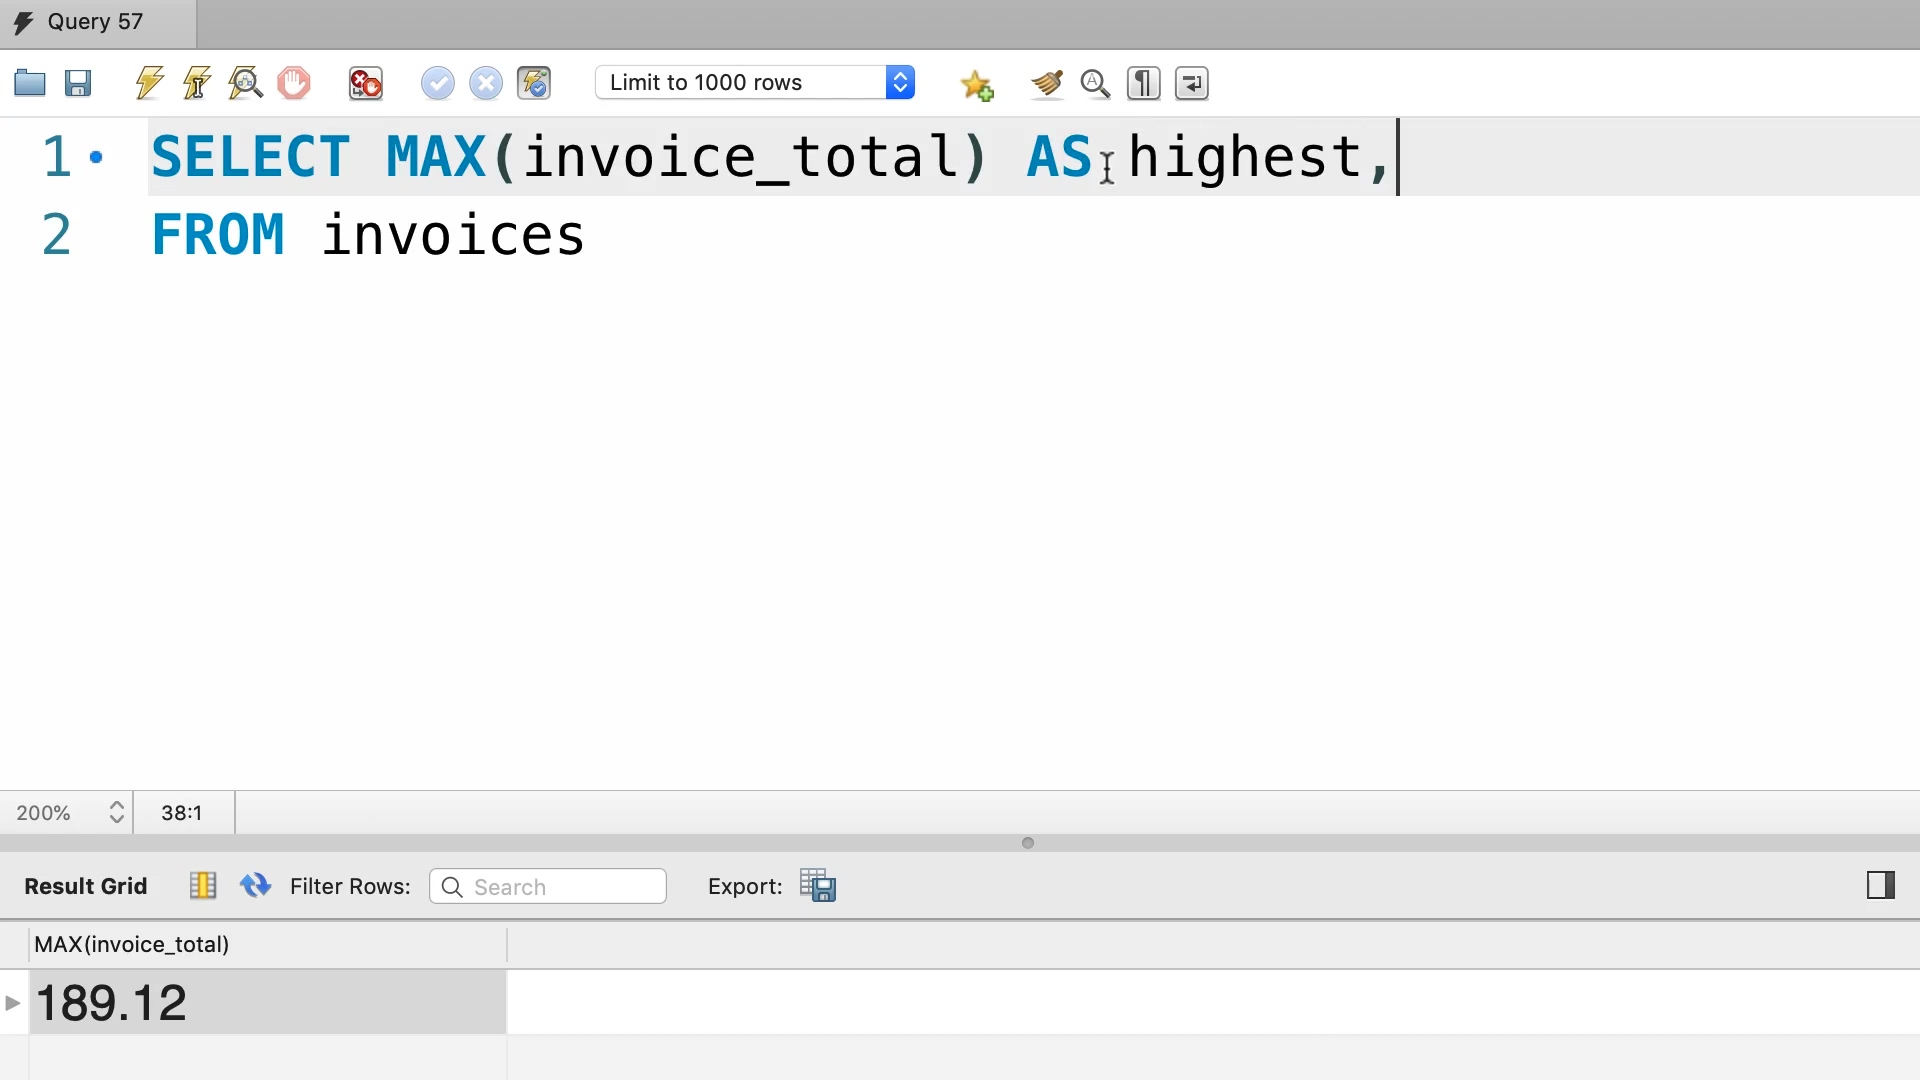 Query 57
Limit to 1000 rows
1 SELECT MAX(invoice_total) AS highest,
2 FROM invoices
200% 38:1
Result Grid Filter Rows: Search Export:
MAX(invoice_total)
189.12